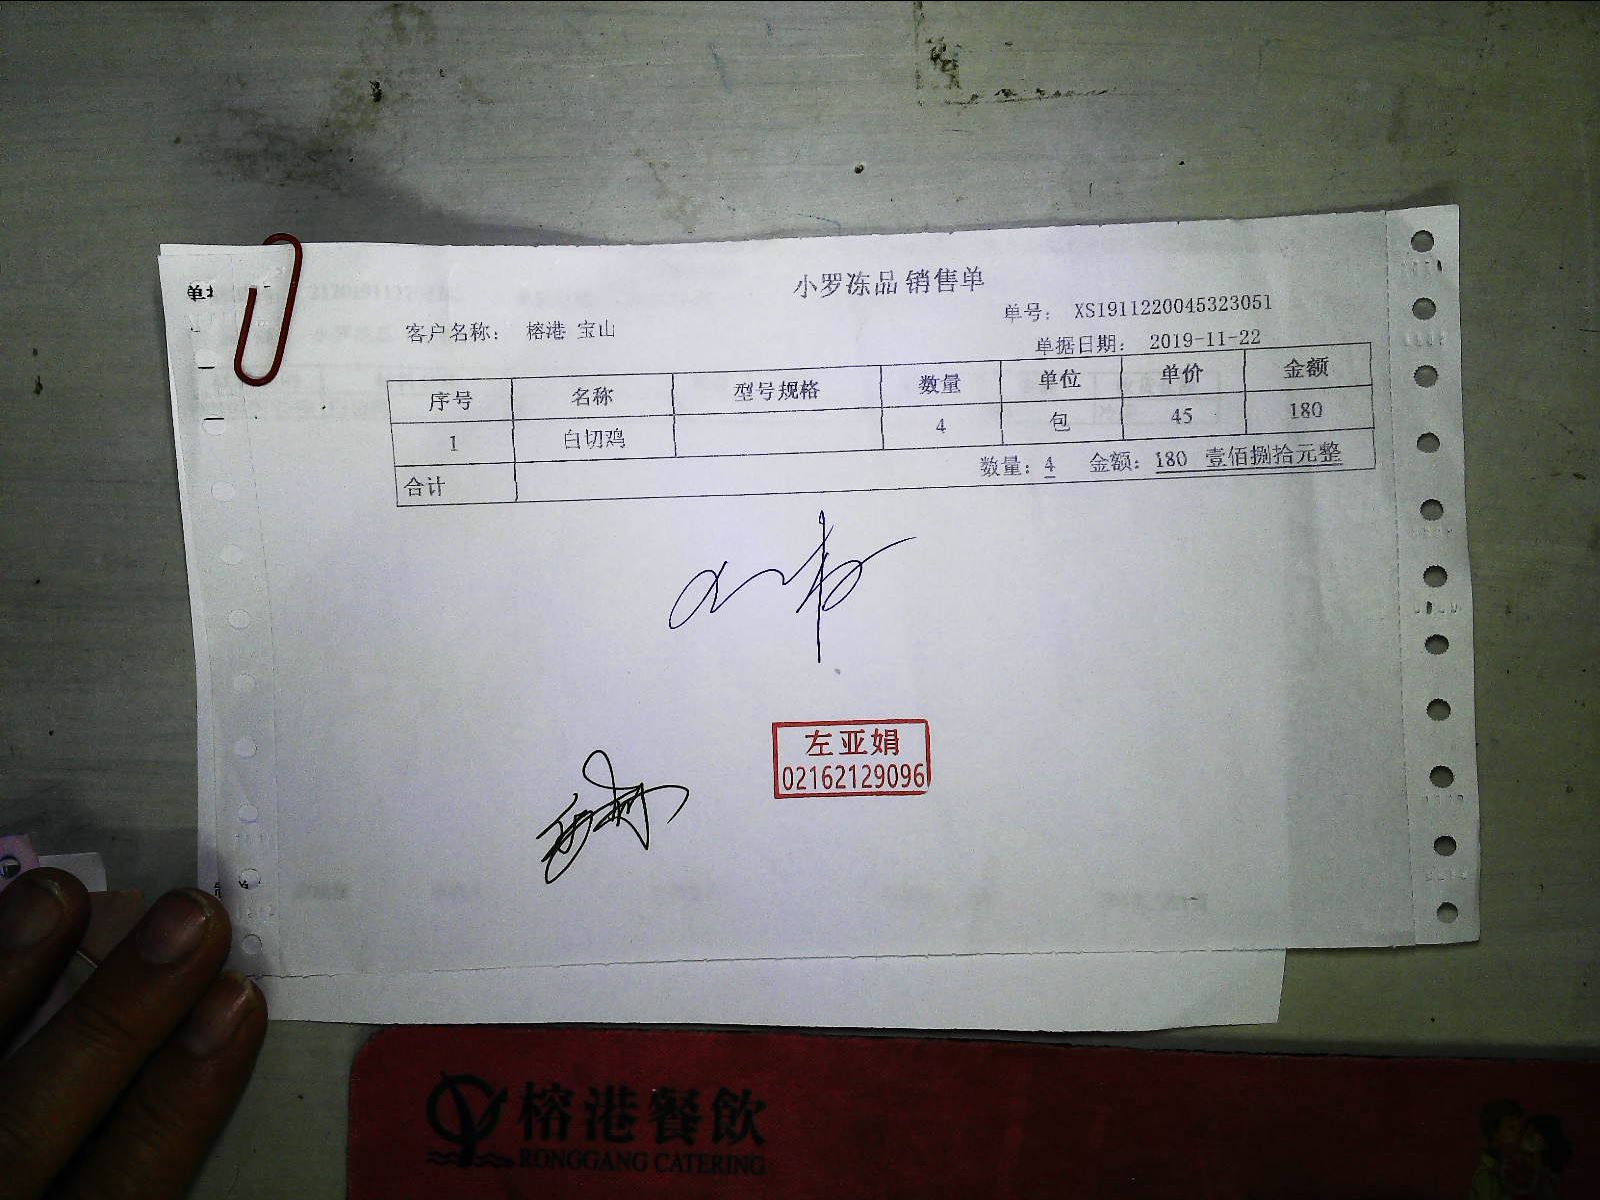 小罗冻品 销售单
单号： XS1911220045323051
客户名称： 榕港 宝山
单据日期： 2019-11-22
序号 名称 型号规格 数量 单位 单价 金额
1 白切鸡 4 包 45 180
合计 数量：4 金额：180 壹佰捌拾元整
左亚娟
02162129096
榕港餐飲
RONGGANG CATERING